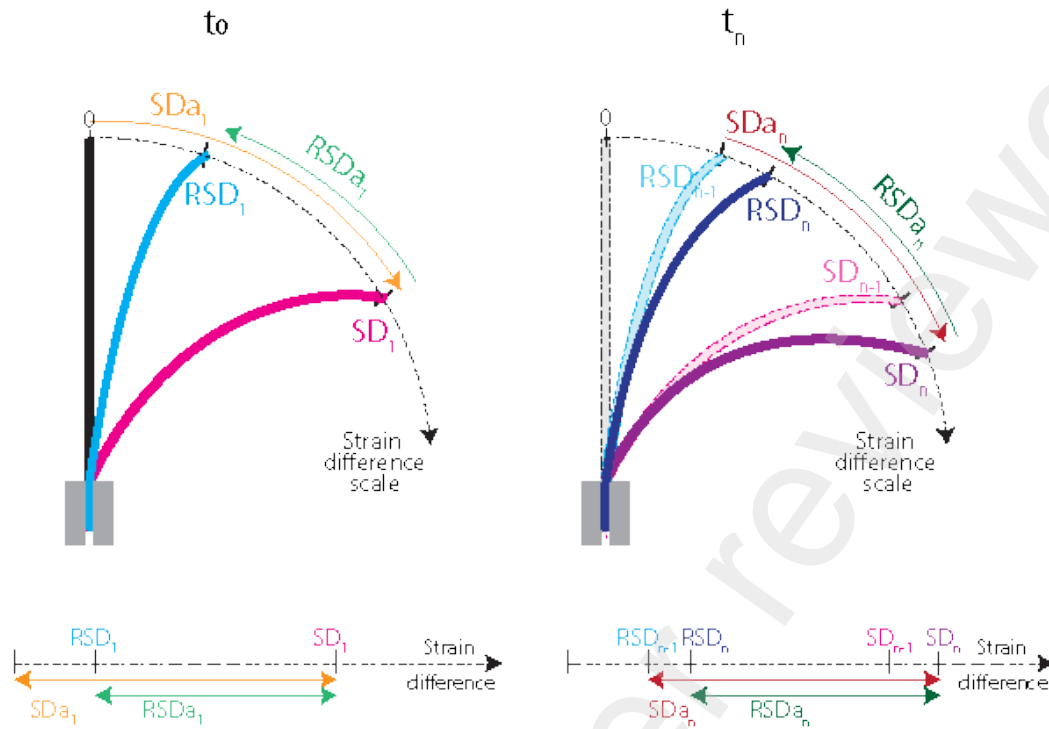 t0
tn
0
SDa1
RSDa1
RSD1
SD1
Strain
difference
scale
0
SDan
RSDan
RSDn-1
RSDn
SDn-1
SDn
Strain
difference
scale
RSD1
SD1
Strain
difference
SDa1
RSDa1
RSDn-1
RSDn
SDn-1
SDn
Strain
difference
SDan
RSDan
er review